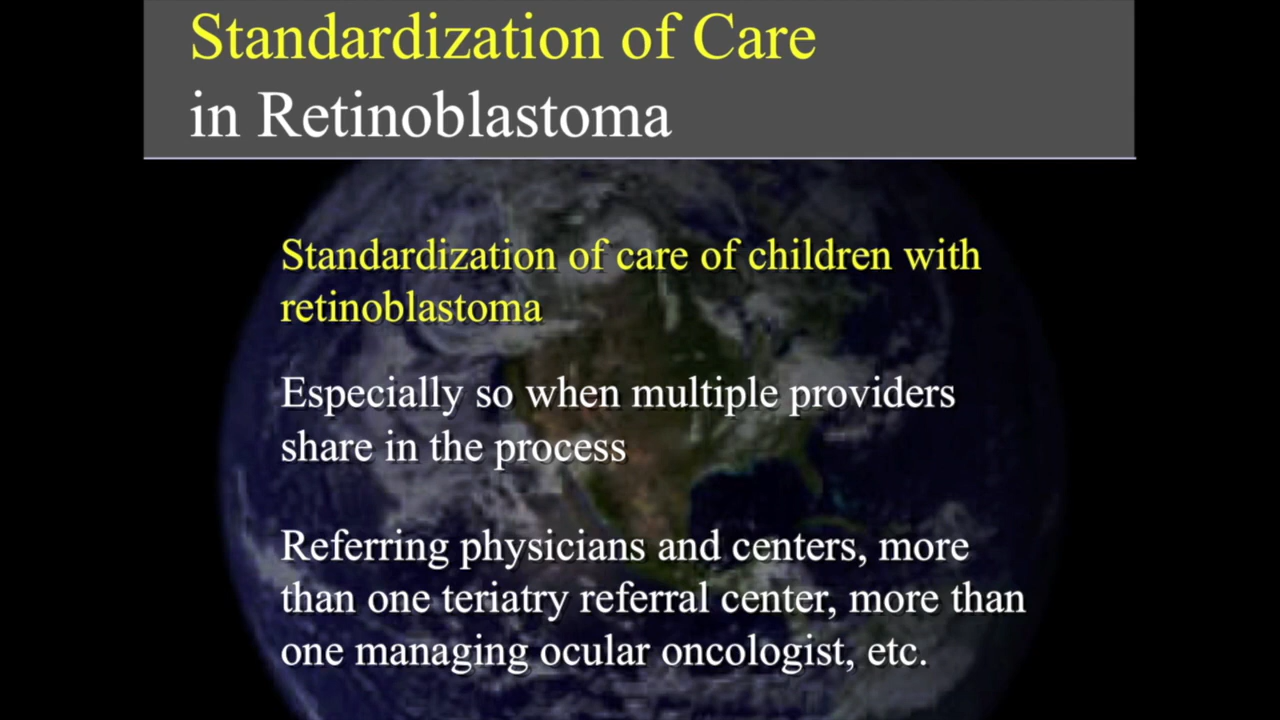 Standardization of Care
in Retinoblastoma
Standardization of care of children with
retinoblastoma
Especially so when multiple providers
share in the process
Referring physicians and centers, more
than one teriatry referral center, more than
one managing ocular oncologist, etc.